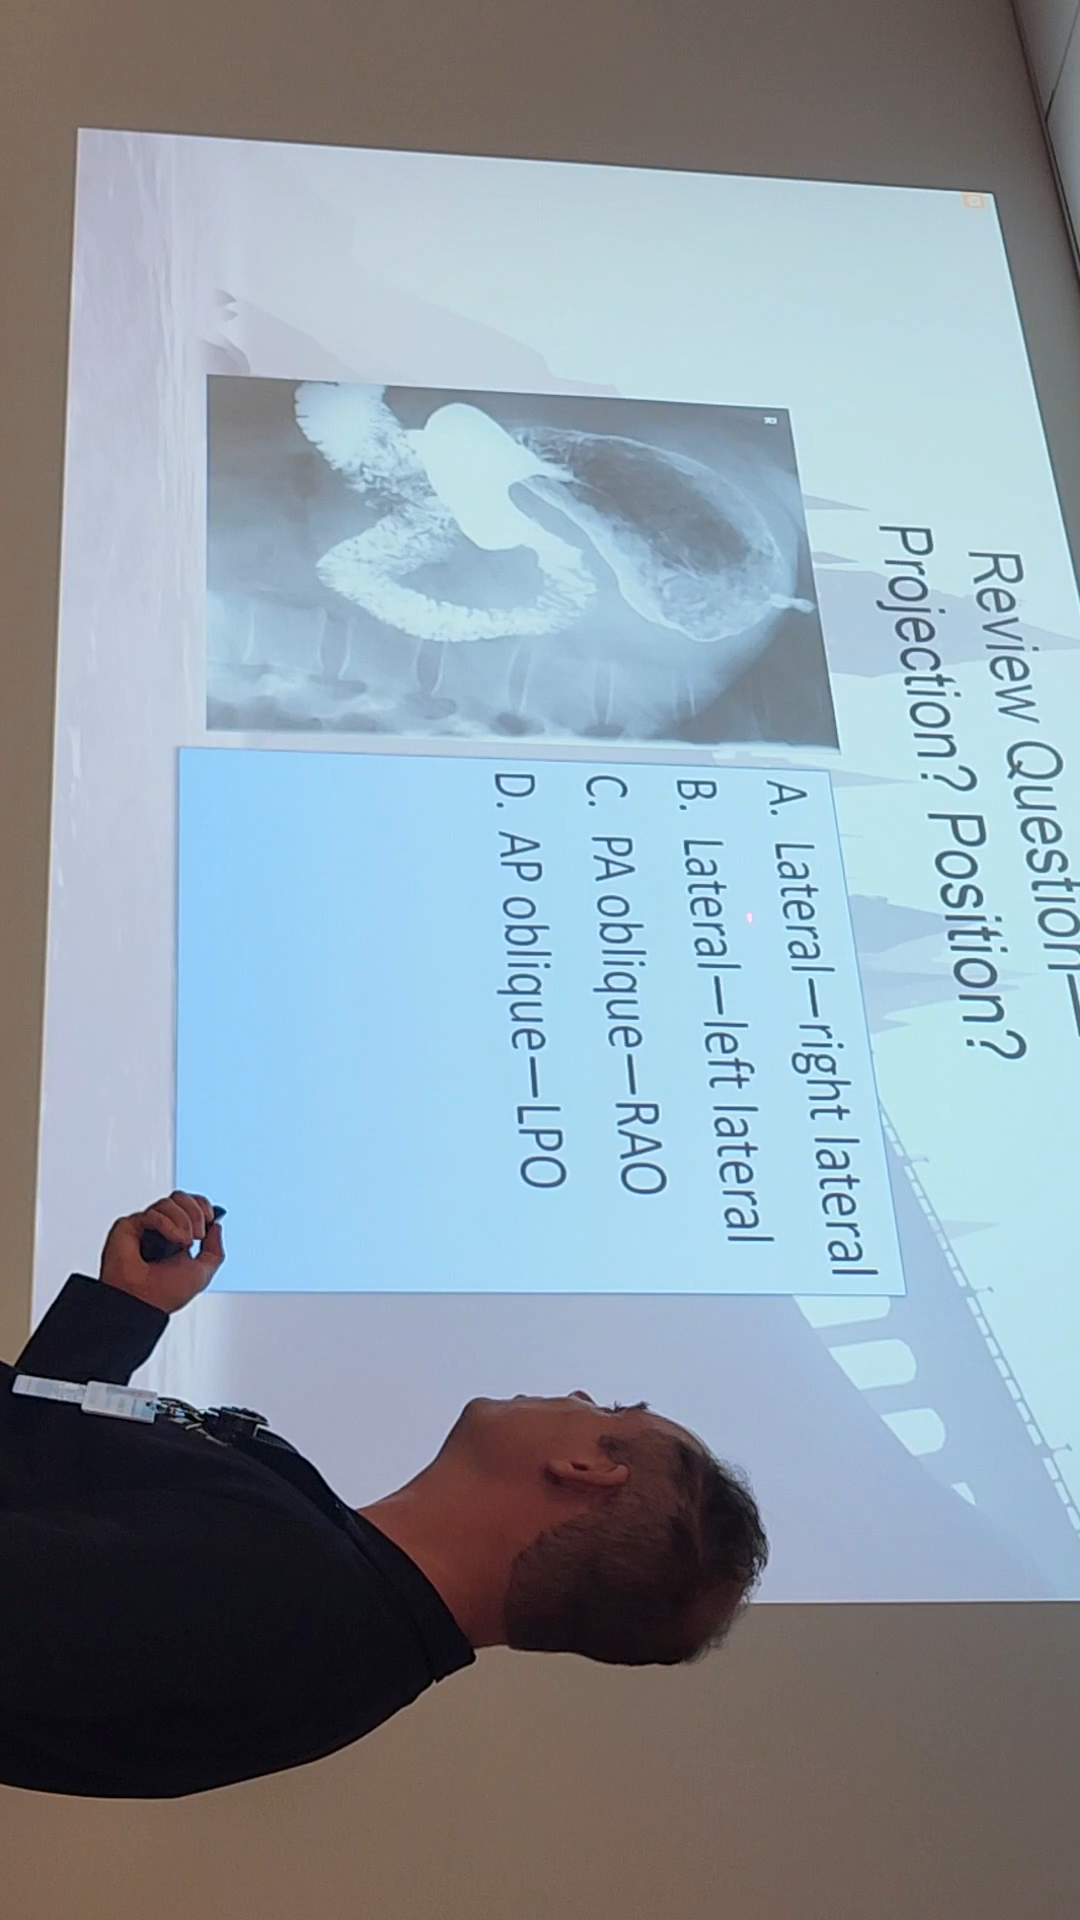 Review Question—
Projection? Position?
R
A. Lateral—right lateral
B. Lateral—left lateral
C. PA oblique—RAO
D. AP oblique—LPO